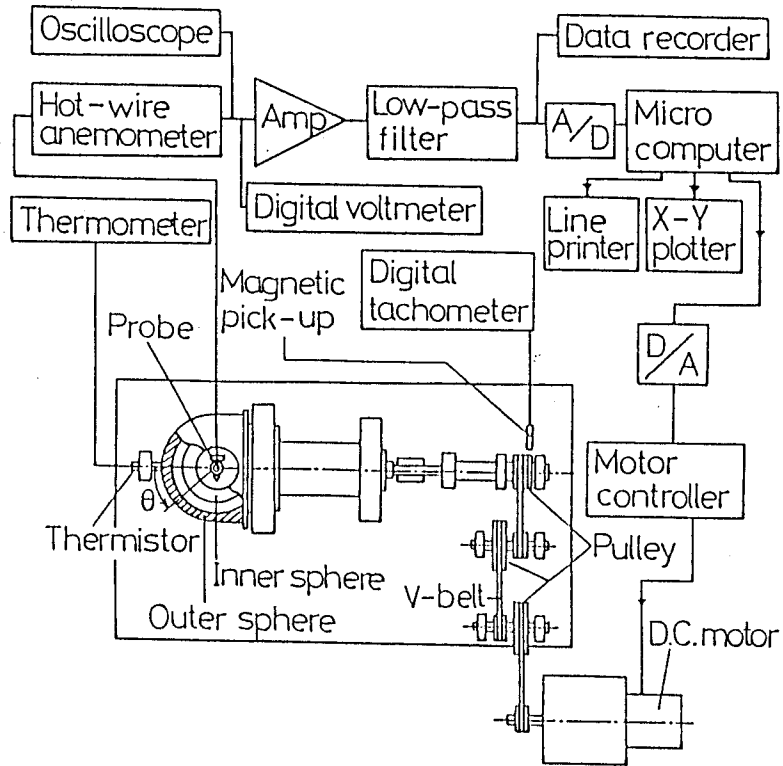 Oscilloscope
Data recorder
Hot-wire
anemometer
Amp
Low-pass
filter
A/D
Micro
computer
Digital voltmeter
Thermometer
Line
printer
X-Y
plotter
Magnetic
pick-up
Digital
tachometer
Probe
D/A
Motor
controller
θ
Thermistor
Inner sphere
Outer sphere
V-belt
Pulley
D.C. motor